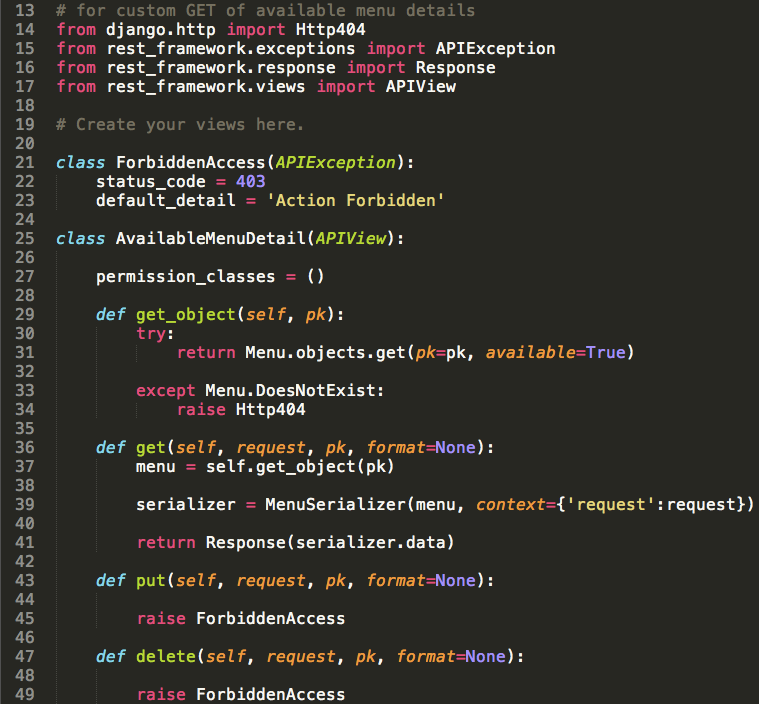 13 # for custom GET of available menu details
14 from django.http import Http404
15 from rest_framework.exceptions import APIException
16 from rest_framework.response import Response
17 from rest_framework.views import APIView
18
19 # Create your views here.
20
21 class ForbiddenAccess(APIException):
22     status_code = 403
23     default_detail = 'Action Forbidden'
24
25 class AvailableMenuDetail(APIView):
26
27     permission_classes = ()
28
29     def get_object(self, pk):
30         try:
31             return Menu.objects.get(pk=pk, available=True)
32
33         except Menu.DoesNotExist:
34             raise Http404
35
36     def get(self, request, pk, format=None):
37         menu = self.get_object(pk)
38
39         serializer = MenuSerializer(menu, context={'request':request})
40
41         return Response(serializer.data)
42
43     def put(self, request, pk, format=None):
44
45         raise ForbiddenAccess
46
47     def delete(self, request, pk, format=None):
48
49         raise ForbiddenAccess